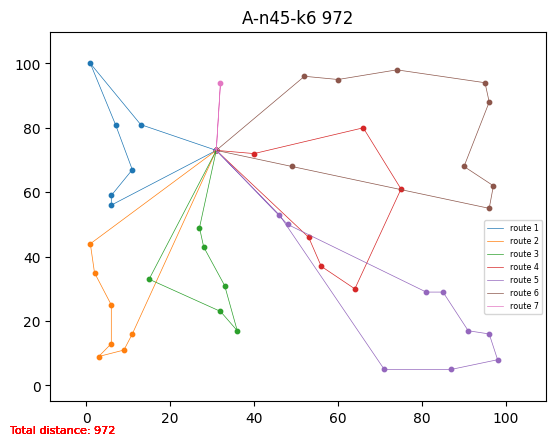 A-n45-k6 972
100
80
60
40
20
0
0 20 40 60 80 100
route 1
route 2
route 3
route 4
route 5
route 6
route 7
Total distance: 972